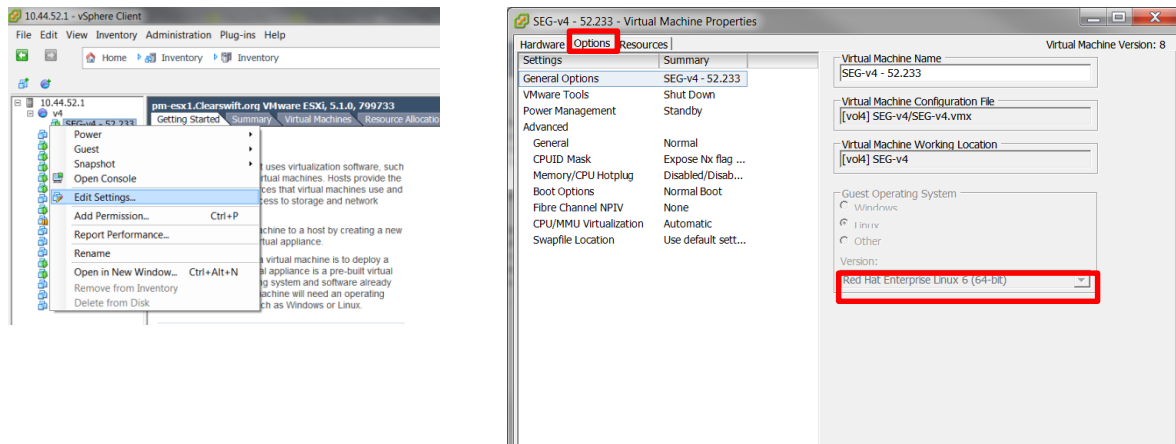 10.44.52.1 - vSphere Client
File Edit View Inventory Administration Plug-ins Help
Home Inventory Inventory
10.44.52.1
v4
SEG-v4 - 52.233
pm-esx1.Clearswift.org VMware ESXi, 5.1.0, 799733
Getting Started Summary Virtual Machines Resource Allocatio
Power
Guest
Snapshot
Open Console
Edit Settings...
Add Permission... Ctrl+P
Report Performance...
Rename
Open in New Window... Ctrl+Alt+N
Remove from Inventory
Delete from Disk
uses virtualization software, such
rtual machines. Hosts provide the
rces that virtual machines use and
cess to storage and network
achine to a host by creating a new
rtual appliance.
virtual machine is to deploy a
al appliance is a pre-built virtual
g system and software already
achine will need an operating
ch as Windows or Linux.
SEG-v4 - 52.233 - Virtual Machine Properties
Hardware Options Resources
Virtual Machine Version: 8
Settings Summary
General Options SEG-v4 - 52.233
VMware Tools Shut Down
Power Management Standby
Advanced
General Normal
CPUID Mask Expose Nx flag ...
Memory/CPU Hotplug Disabled/Disab...
Boot Options Normal Boot
Fibre Channel NPIV None
CPU/MMU Virtualization Automatic
Swapfile Location Use default sett...
Virtual Machine Name
SEG-v4 - 52.233
Virtual Machine Configuration File
[vol4] SEG-v4/SEG-v4.vmx
Virtual Machine Working Location
[vol4] SEG-v4
Guest Operating System
Windows
Linux
Other
Version:
Red Hat Enterprise Linux 6 (64-bit)